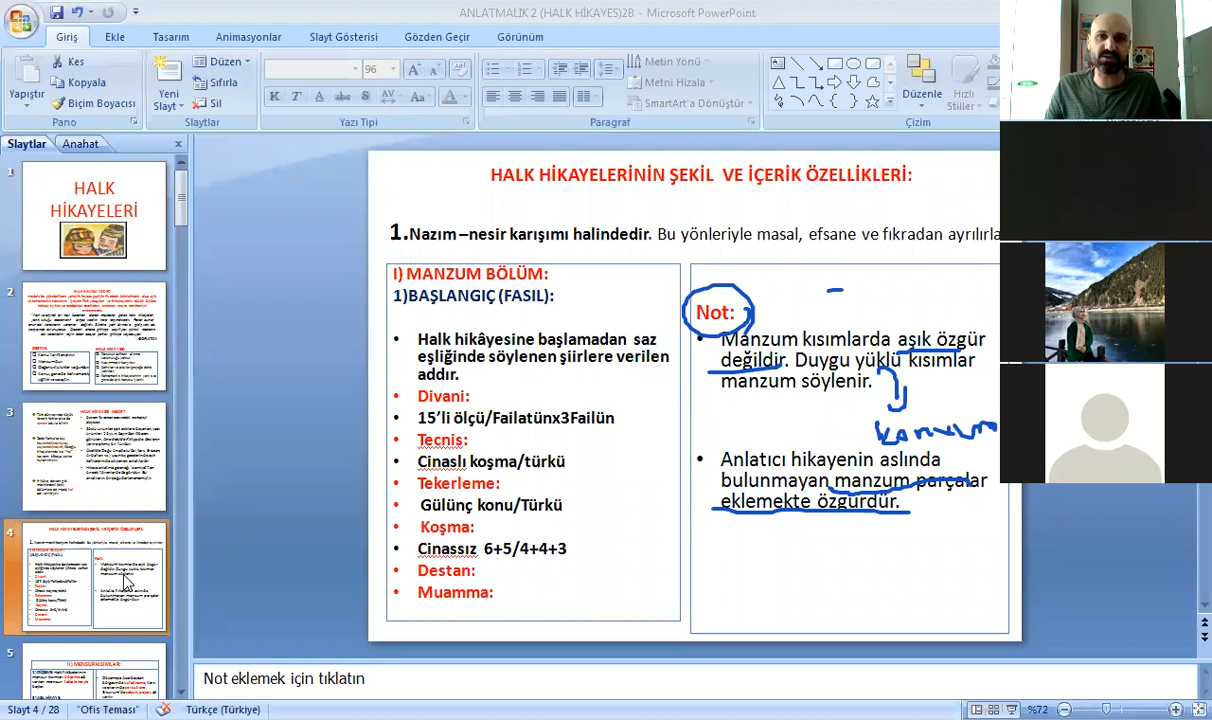 ANLATMALIK 2 (HALK HİKAYES)2B - Microsoft PowerPoint
Giriş Ekle Tasarım Animasyonlar Slayt Gösterisi Gözden Geçir Görünüm
Yapıştır
Kes
Kopyala
Biçim Boyacısı
Pano
Yeni
Slayt
Düzen
Sıfırla
Sil
Slaytlar
96
Yazı Tipi
Metin Yönü
Metni Hizala
SmartArt'a Dönüştür
Paragraf
Düzenle
Hızlı
Stiller
Çizim
Slaytlar Anahat
1
HALK
HİKAYELERİ
2
3
4
5
HALK HİKAYELERİNİN ŞEKİL VE İÇERİK ÖZELLİKLERİ:
1.Nazım –nesir karışımı halindedir. Bu yönleriyle masal, efsane ve fıkradan ayrılırla
I) MANZUM BÖLÜM:
1)BAŞLANGIÇ (FASIL):
Halk hikâyesine başlamadan saz
eşliğinde söylenen şiirlere verilen
addır.
• Divani:
• 15'li ölçü/Failatünx3Failün
• Tecnis:
• Cinaslı koşma/türkü
• Tekerleme:
• Gülünç konu/Türkü
• Koşma:
• Cinassız 6+5/4+4+3
• Destan:
• Muamma:
Not:
• Manzum kısımlarda aşık özgür
değildir. Duygu yüklü kısımlar
manzum söylenir.
• Anlatıcı hikayenin aslında
bulunmayan manzum parçalar
eklemekte özgürdür.
Not eklemek için tıklatın
Slayt 4 / 28 "Ofis Teması" Türkçe (Türkiye) %72